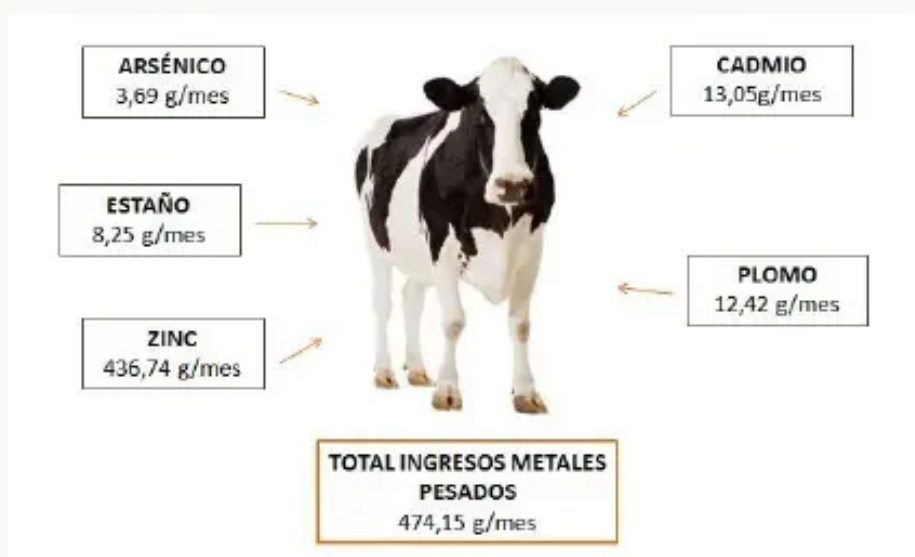 ARSÉNICO
3,69 g/mes
CADMIO
13,05g/mes
ESTAÑO
8,25 g/mes
PLOMO
12,42 g/mes
ZINC
436,74 g/mes
TOTAL INGRESOS METALES
PESADOS
474,15 g/mes